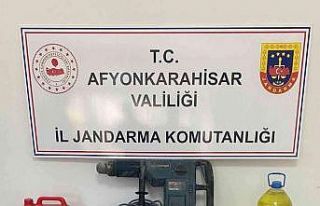 T.C.
AFYONKARAHİSAR
VALİLİĞİ
İL JANDARMA KOMUTANLIĞI